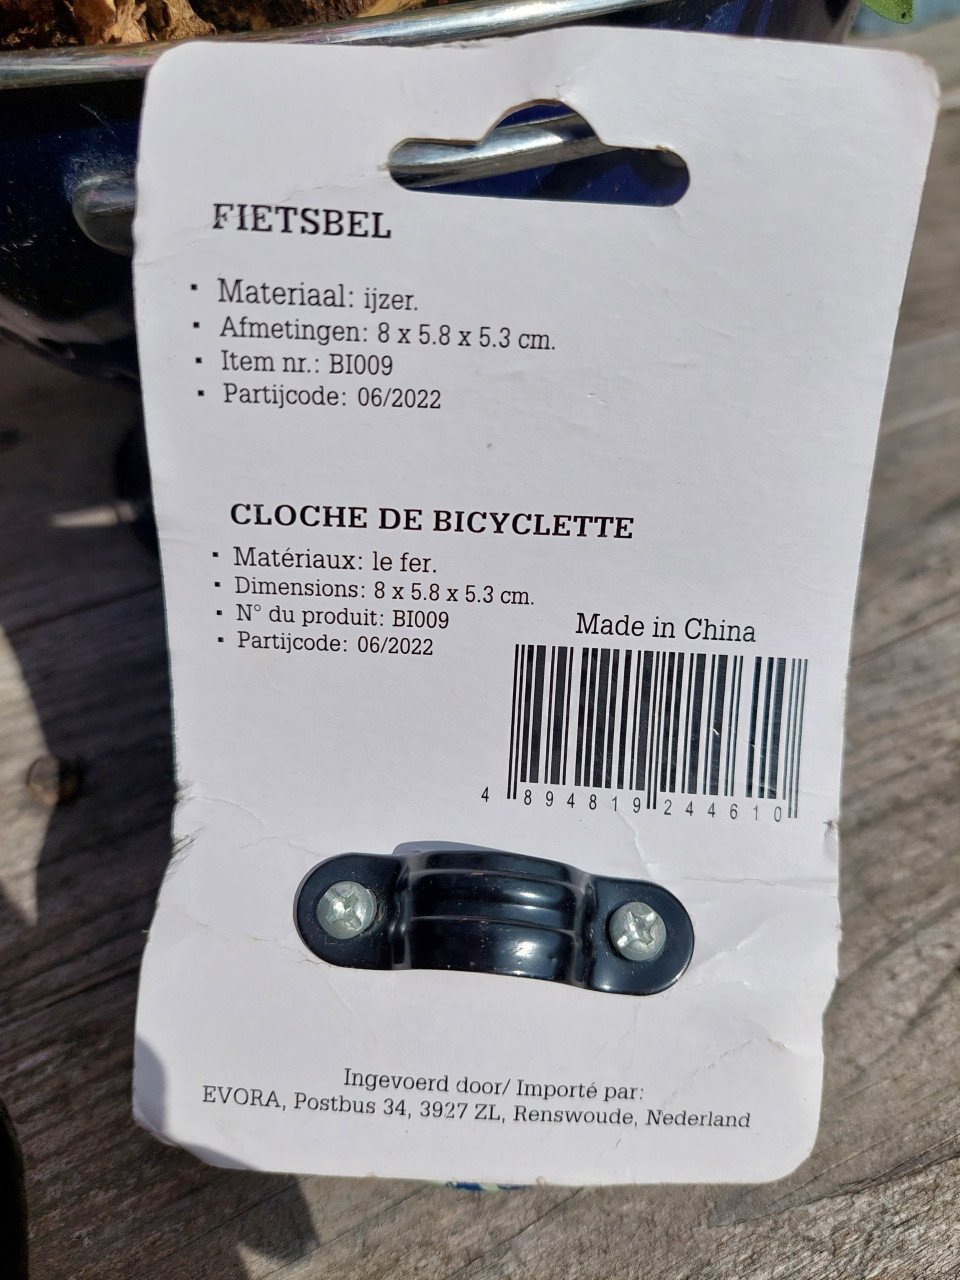 FIETSBEL
▪ Materiaal: ijzer.
▪ Afmetingen: 8 x 5.8 x 5.3 cm.
▪ Item nr.: BI009
▪ Partijcode: 06/2022
CLOCHE DE BICYCLETTE
▪ Matériaux: le fer.
▪ Dimensions: 8 x 5.8 x 5.3 cm.
▪ N° du produit: BI009
▪ Partijcode: 06/2022
Made in China
4 894819 244610
Ingevoerd door/ Importé par:
EVORA, Postbus 34, 3927 ZL, Renswoude, Nederland